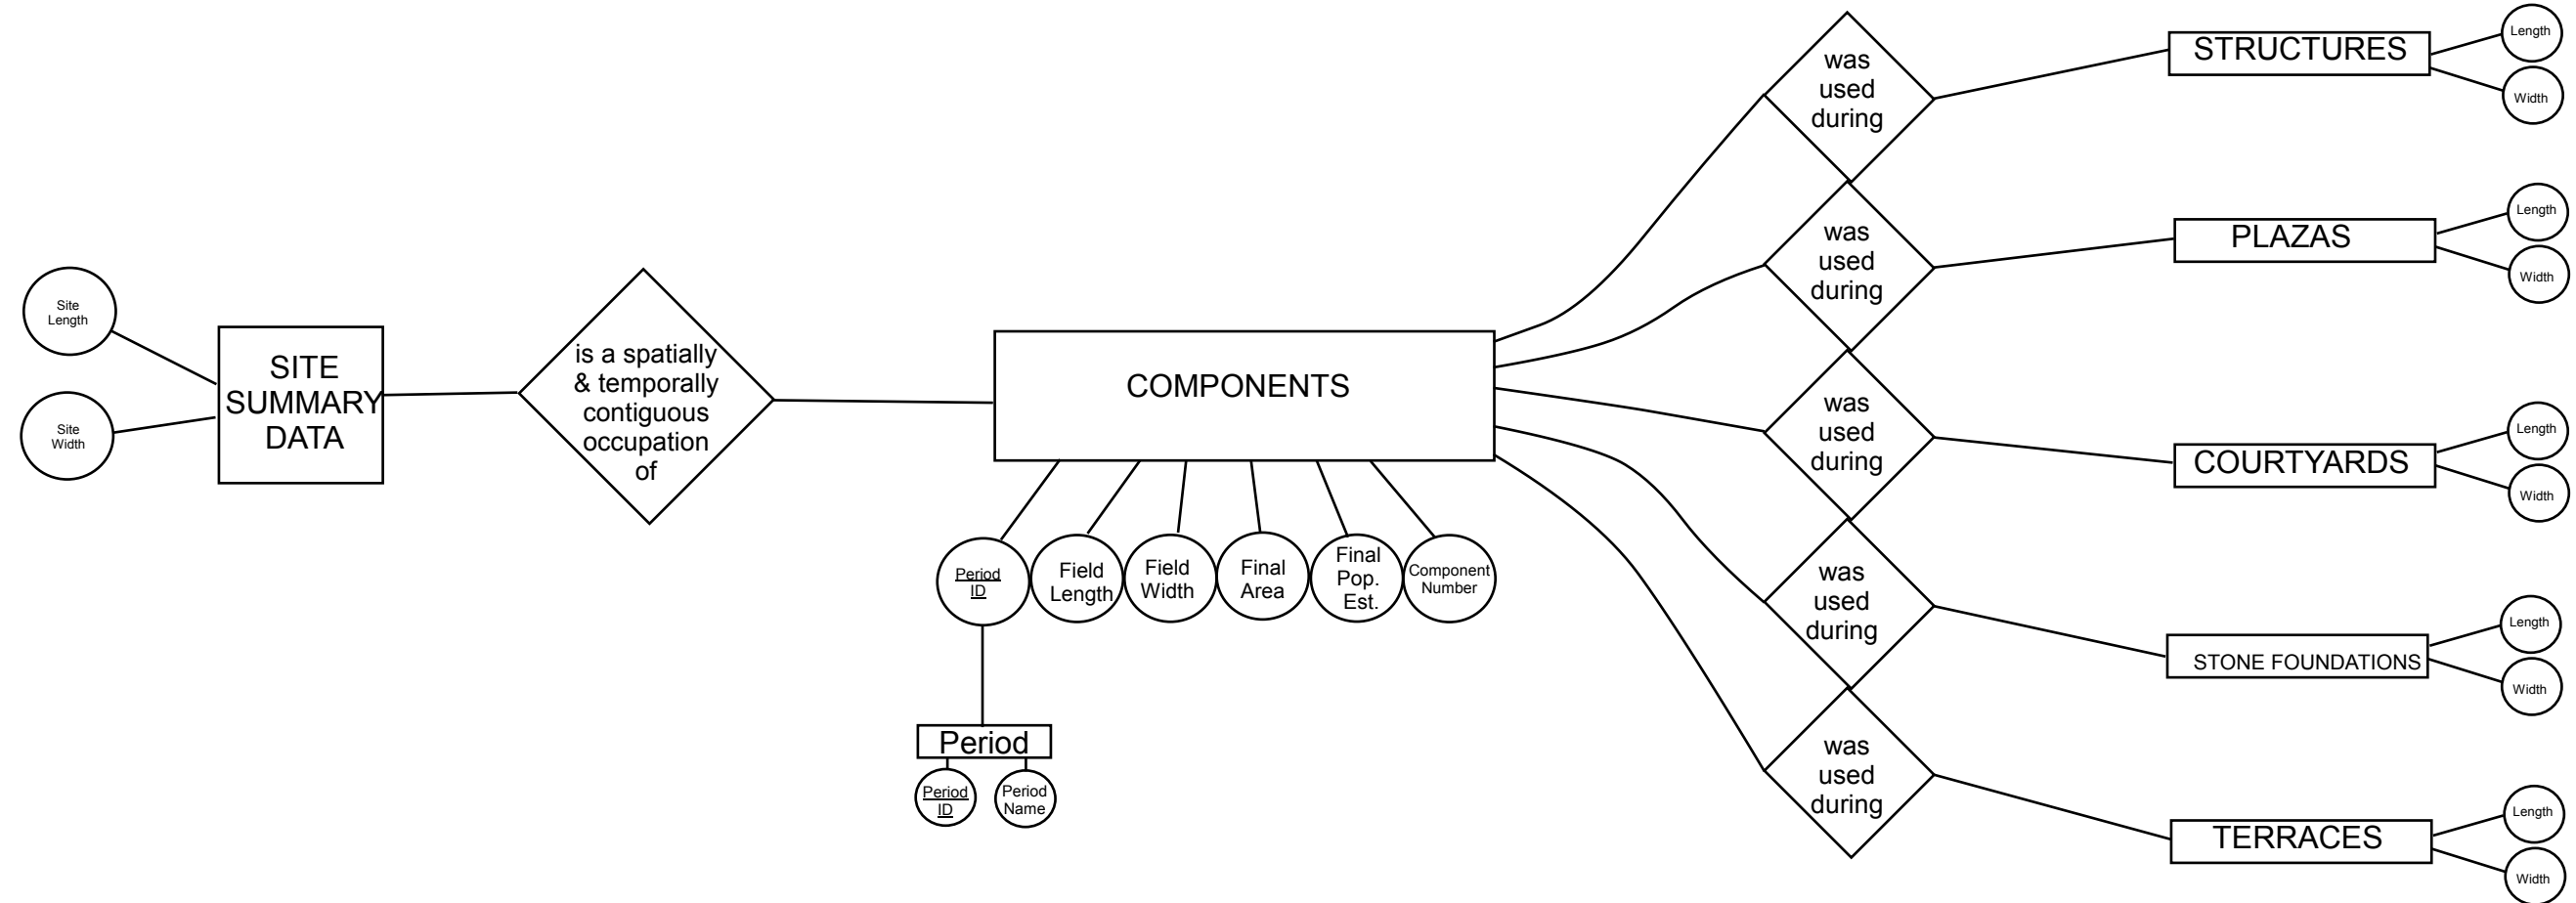 Site
Length
Site
Width
SITE
SUMMARY
DATA
is a spatially
& temporally
contiguous
occupation
of
COMPONENTS
Period
ID
Field
Length
Field
Width
Final
Area
Final
Pop.
Est.
Component
Number
Period
Period
ID
Period
Name
was
used
during
STRUCTURES
Length
Width
was
used
during
PLAZAS
Length
Width
was
used
during
COURTYARDS
Length
Width
was
used
during
STONE FOUNDATIONS
Length
Width
was
used
during
TERRACES
Length
Width